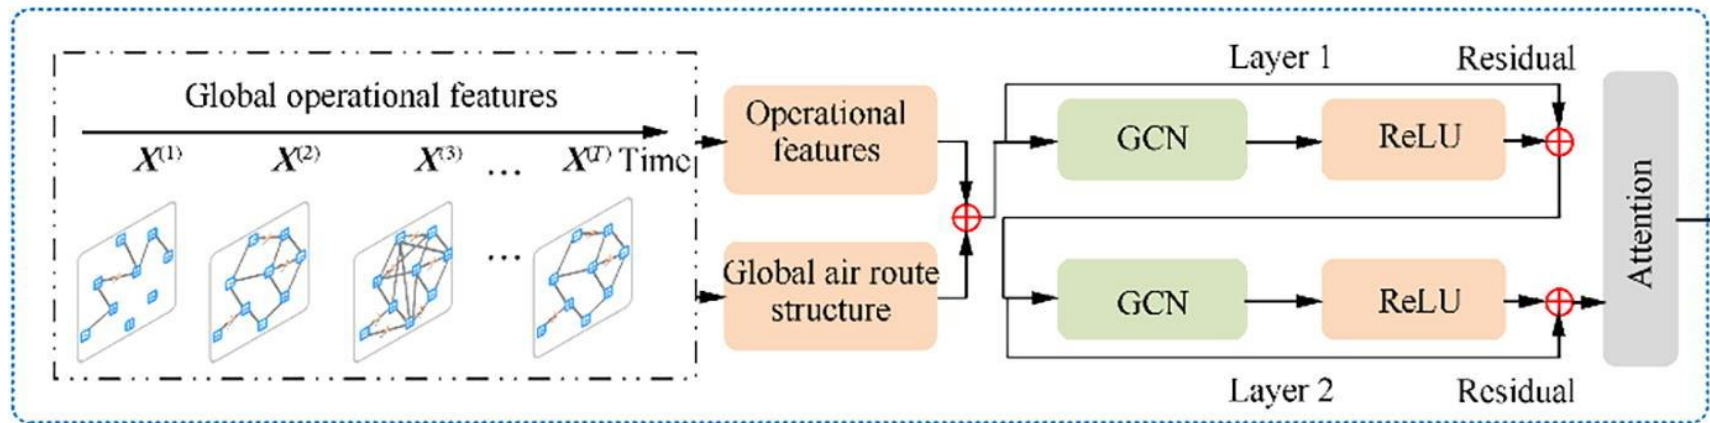 Global operational features
X(1) X(2) X(3) ... X(T) Time
...
Operational
features
Global air route
structure
Layer 1 Residual
GCN ReLU
GCN ReLU
Layer 2 Residual
Attention